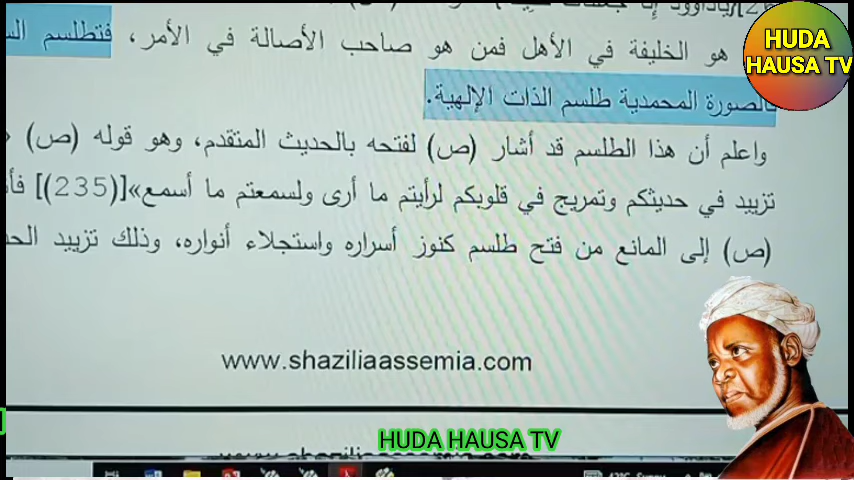 هو الخليفة في الأهل فمن هو صاحب الأصالة في الأمر، فتطلسم
بالصورة المحمدية طلسم الذات الإلهية.
واعلم أن هذا الطلسم قد أشار (ص) لفتحه بالحديث المتقدم، وهو قوله (ص) «
تزييد في حديثكم وتمريج في قلوبكم لرأيتم ما أرى ولسمعتم ما أسمع»[(235)]
(ص) إلى المانع من فتح طلسم كنوز أسراره واستجلاء أنواره، وذلك تزييد
www.shaziliaassemia.com
HUDA
HAUSA TV
HUDA HAUSA TV